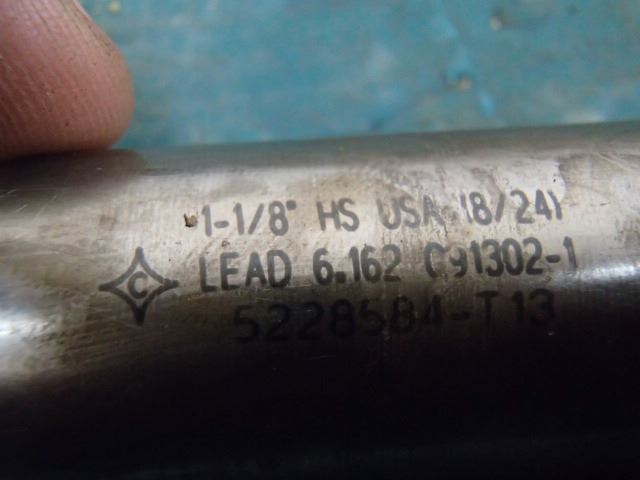 1-1/8" HS USA (8/24)
LEAD 6.162 C91302-1
C
5228584-T13